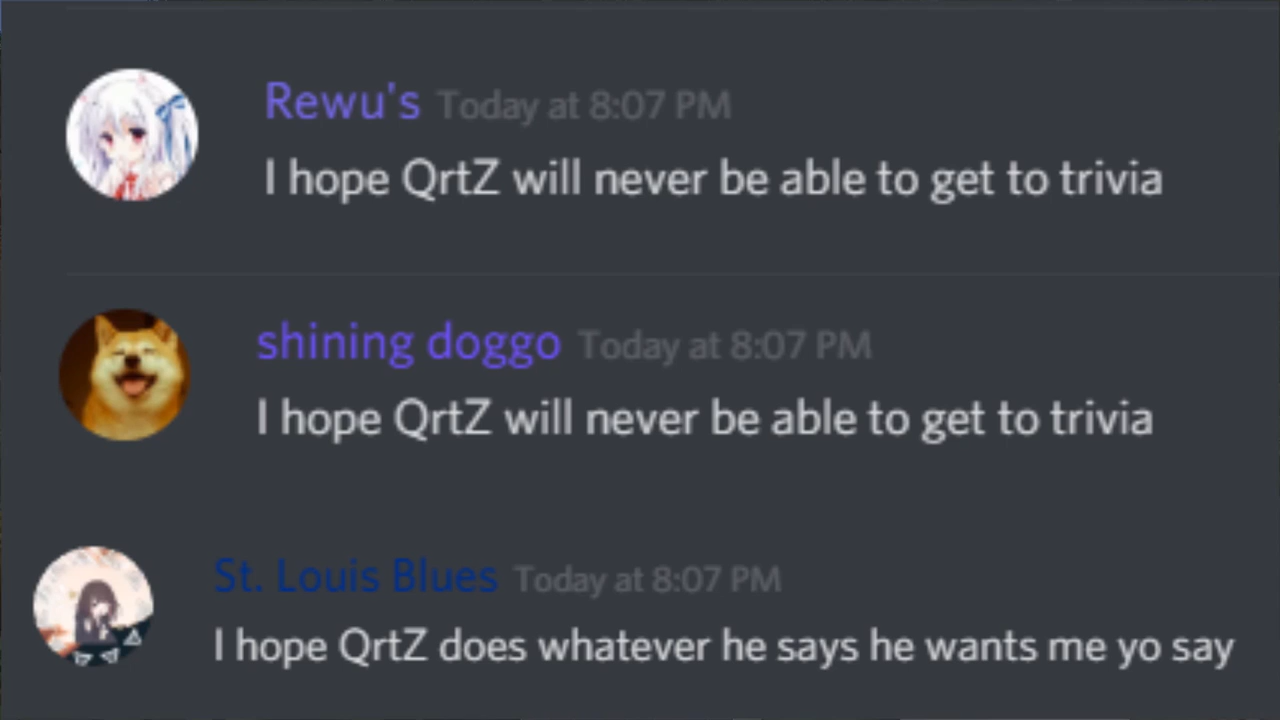 Rewu's Today at 8:07 PM
I hope QrtZ will never be able to get to trivia
shining doggo Today at 8:07 PM
I hope QrtZ will never be able to get to trivia
St. Louis Blues Today at 8:07 PM
I hope QrtZ does whatever he says he wants me yo say